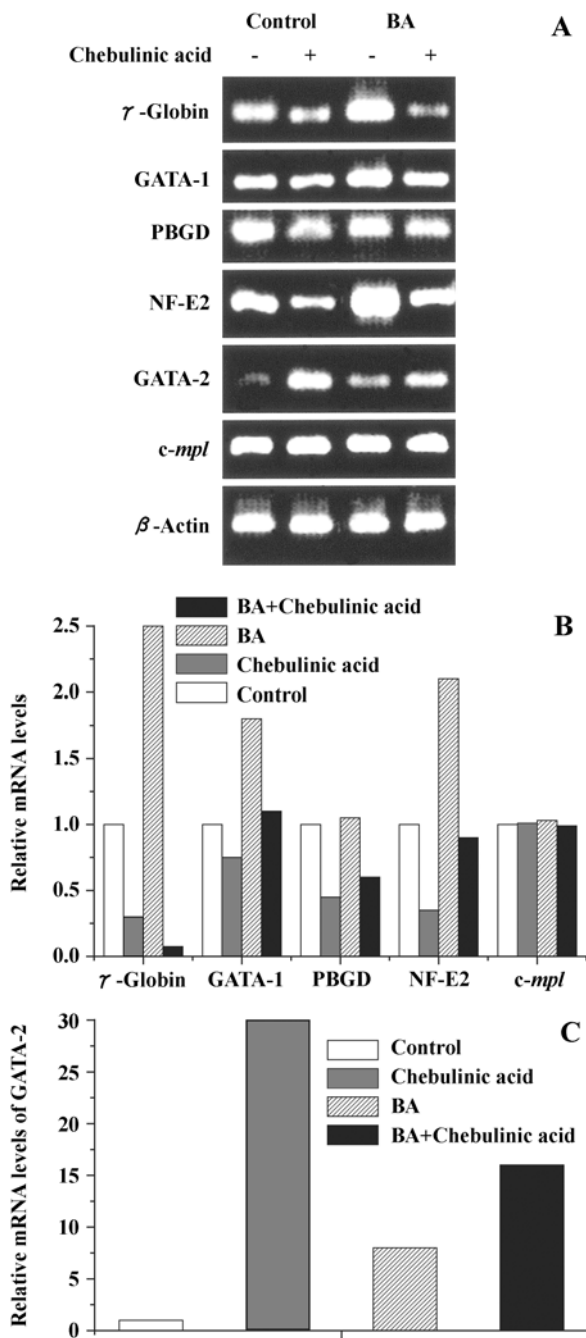 Control BA A
Chebulinic acid - + - +
γ-Globin
GATA-1
PBGD
NF-E2
GATA-2
c-mpl
β-Actin
B
BA+Chebulinic acid
BA
Chebulinic acid
Control
Relative mRNA levels
2.5
2.0
1.5
1.0
0.5
0.0
γ-Globin GATA-1 PBGD NF-E2 c-mpl
C
Control
Chebulinic acid
BA
BA+Chebulinic acid
Relative mRNA levels of GATA-2
30
25
20
15
10
5
0